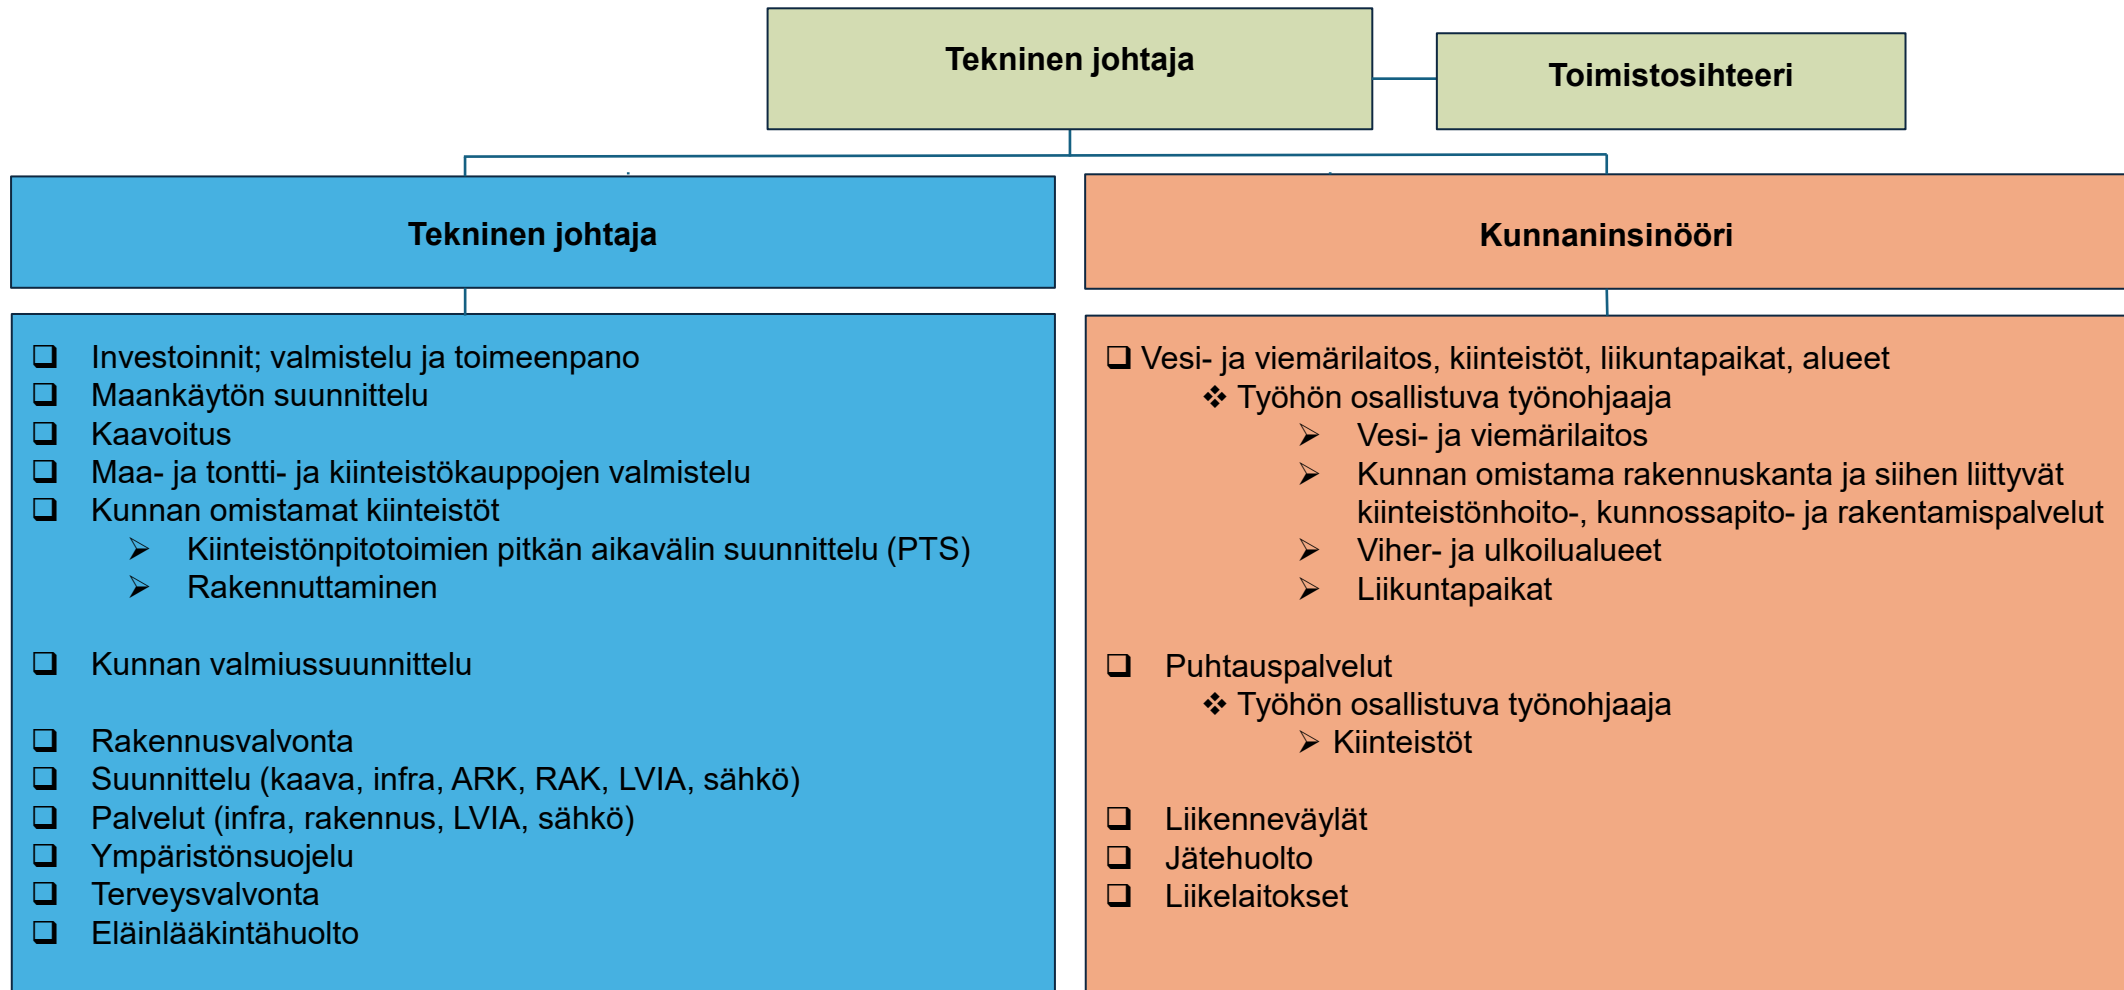 Tekninen johtaja
Toimistosihteeri
Tekninen johtaja
Investoinnit; valmistelu ja toimeenpano
Maankäytön suunnittelu
Kaavoitus
Maa- ja tontti- ja kiinteistökauppojen valmistelu
Kunnan omistamat kiinteistöt
Kiinteistönpitotoimien pitkän aikavälin suunnittelu (PTS)
Rakennuttaminen
Kunnan valmiussuunnittelu
Rakennusvalvonta
Suunnittelu (kaava, infra, ARK, RAK, LVIA, sähkö)
Palvelut (infra, rakennus, LVIA, sähkö)
Ympäristönsuojelu
Terveysvalvonta
Eläinlääkintähuolto
Kunnaninsinööri
Vesi- ja viemärilaitos, kiinteistöt, liikuntapaikat, alueet
Työhön osallistuva työnohjaaja
Vesi- ja viemärilaitos
Kunnan omistama rakennuskanta ja siihen liittyvät
kiinteistönhoito-, kunnossapito- ja rakentamispalvelut
Viher- ja ulkoilualueet
Liikuntapaikat
Puhtauspalvelut
Työhön osallistuva työnohjaaja
Kiinteistöt
Liikenneväylät
Jätehuolto
Liikelaitokset